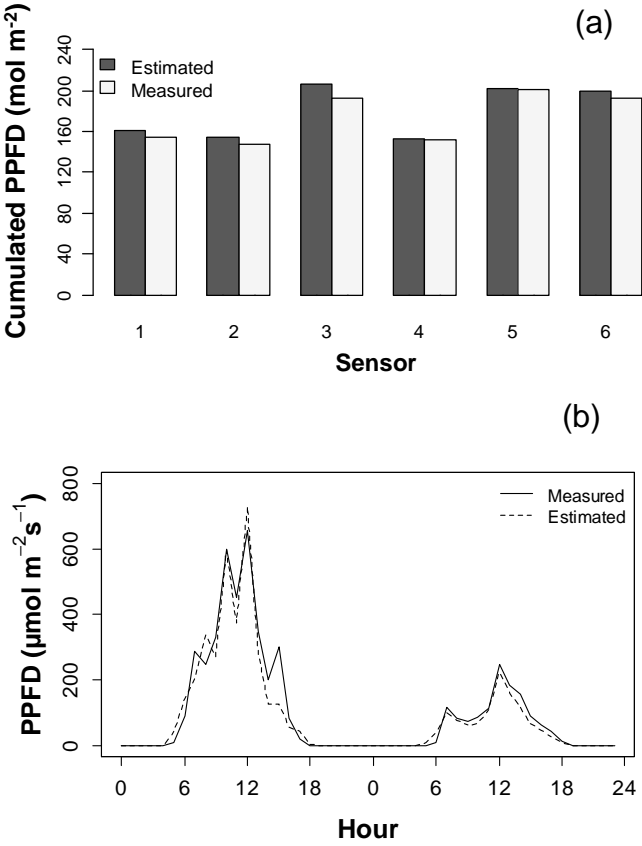 (a)
Cumulated PPFD (mol m-2)
240
200
160
120
80
40
0
Estimated
Measured
1 2 3 4 5 6
Sensor
(b)
PPFD (µmol m−2s−1)
800
600
400
200
0
Measured
Estimated
0 6 12 18 0 6 12 18 24
Hour